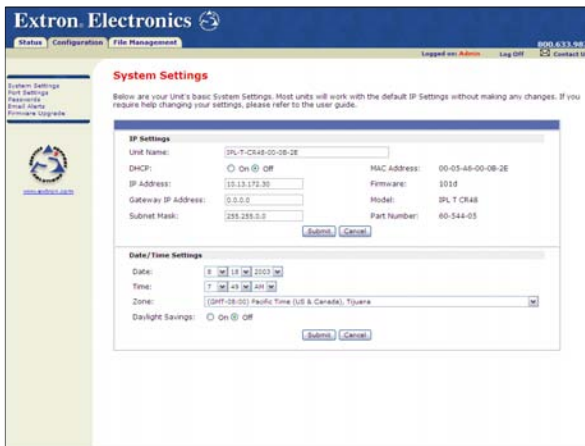 Extron Electronics
Status Configuration File Management
Logged on: Admin Log Off Contact
System Settings
Port Settings
Passwords
Email Alerts
Firmware Upgrade
www.extron.com
System Settings
Below are your Unit's basic System Settings. Most units will work with the default IP Settings without making any changes. If you
require help changing your settings, please refer to the user guide.
IP Settings
Unit Name: IPL-T-CR48-00-0B-2E
DHCP: On Off MAC Address: 00-05-A6-00-0B-2E
IP Address: 10.13.172.30 Firmware: 101d
Gateway IP Address: 0.0.0.0 Model: IPL T CR48
Subnet Mask: 255.255.0.0 Part Number: 60-544-05
Submit Cancel
Date/Time Settings
Date: 8 18 2003
Time: 7 49 AM
Zone: (GMT-08:00) Pacific Time (US & Canada), Tijuana
Daylight Savings: On Off
Submit Cancel